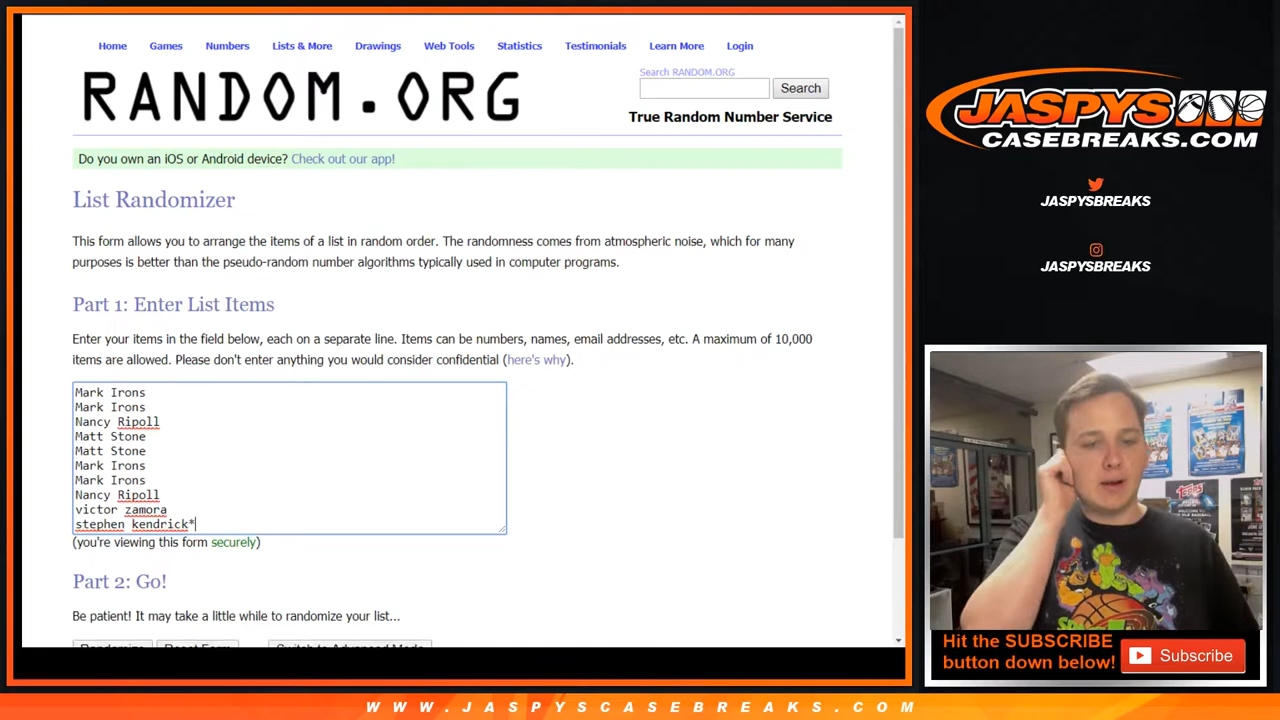 Home Games Numbers Lists & More Drawings Web Tools Statistics Testimonials Learn More Login
RANDOM.ORG
Search RANDOM.ORG
Search
True Random Number Service
Do you own an iOS or Android device? Check out our app!
List Randomizer
This form allows you to arrange the items of a list in random order. The randomness comes from atmospheric noise, which for many
purposes is better than the pseudo-random number algorithms typically used in computer programs.
Part 1: Enter List Items
Enter your items in the field below, each on a separate line. Items can be numbers, names, email addresses, etc. A maximum of 10,000
items are allowed. Please don't enter anything you would consider confidential (here's why).
Mark Irons
Mark Irons
Nancy Ripoll
Matt Stone
Matt Stone
Mark Irons
Mark Irons
Nancy Ripoll
victor zamora
stephen kendrick*
(you're viewing this form securely)
Part 2: Go!
Be patient! It may take a little while to randomize your list...
Randomize Reset Form Switch to Advanced Mode
JASPYS
CASEBREAKS.COM
JASPYSBREAKS
JASPYSBREAKS
Topps
Hit the SUBSCRIBE
button down below!
Subscribe
WWW.JASPYSCASEBREAKS.COM